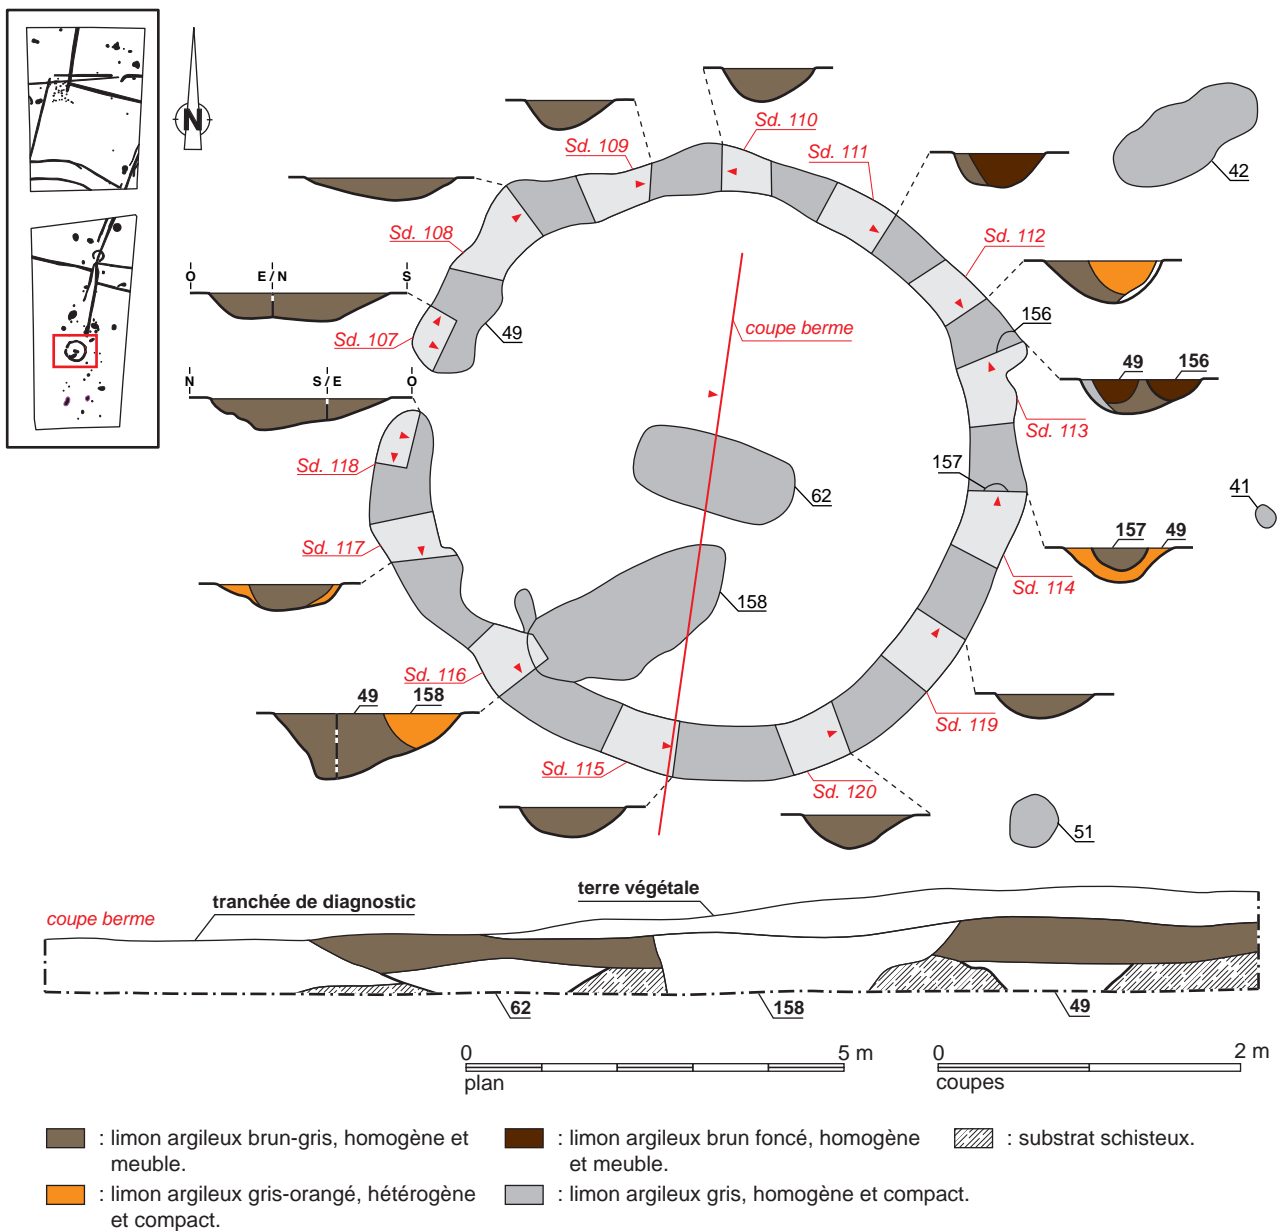 N
Sd. 110
Sd. 109
Sd. 111
42
Sd. 108
Sd. 112
O E / N S
156
49
coupe berme
Sd. 107
49 156
N S / E O
Sd. 113
Sd. 118
157
62
41
Sd. 117
157 49
158
Sd. 114
Sd. 116
49 158
Sd. 119
Sd. 115
Sd. 120
51
terre végétale
tranchée de diagnostic
coupe berme
62 158 49
0 5 m
plan
0 2 m
coupes
: limon argileux brun-gris, homogène et meuble.
: limon argileux brun foncé, homogène et meuble.
: substrat schisteux.
: limon argileux gris-orangé, hétérogène et compact.
: limon argileux gris, homogène et compact.